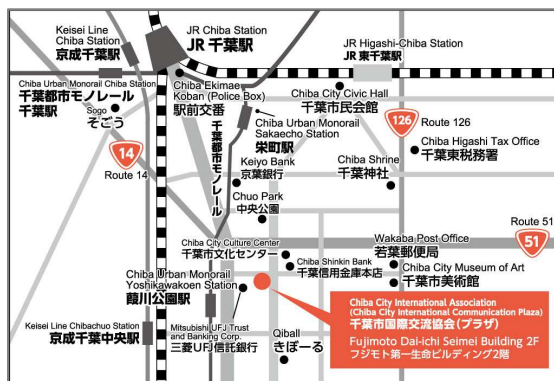 Keisei Line
Chiba Station
京成千葉駅
JR Chiba Station
JR 千葉駅
JR Higashi-Chiba Station
JR 東千葉駅
Chiba Urban Monorail Chiba Station
千葉都市モノレール
千葉駅
Sogo
そごう
Chiba Ekimae
Koban (Police Box)
駅前交番
Chiba City Civic Hall
千葉市民会館
126
Route 126
Chiba Urban Monorail
Sakaecho Station
栄町駅
千葉都市モノレール
14
Route 14
Keiyo Bank
京葉銀行
Chiba Shrine
千葉神社
Chiba Higashi Tax Office
千葉東税務署
Chuo Park
中央公園
Route 51
51
Chiba City Culture Center
千葉市文化センター
Wakaba Post Office
若葉郵便局
Chiba Shinkin Bank
千葉信用金庫本店
Chiba City Museum of Art
千葉市美術館
Chiba Urban Monorail
Yoshikawakoen Station
葭川公園駅
Keisei Line Chibachuo Station
京成千葉中央駅
Mitsubishi UFJ Trust
and Banking Corp.
三菱UFJ信託銀行
Qiball
きぼーる
Chiba City International Association
(Chiba City International Communication Plaza)
千葉市国際交流協会(プラザ)
Fujimoto Dai-ichi Seimei Building 2F
フジモト第一生命ビルディング2階